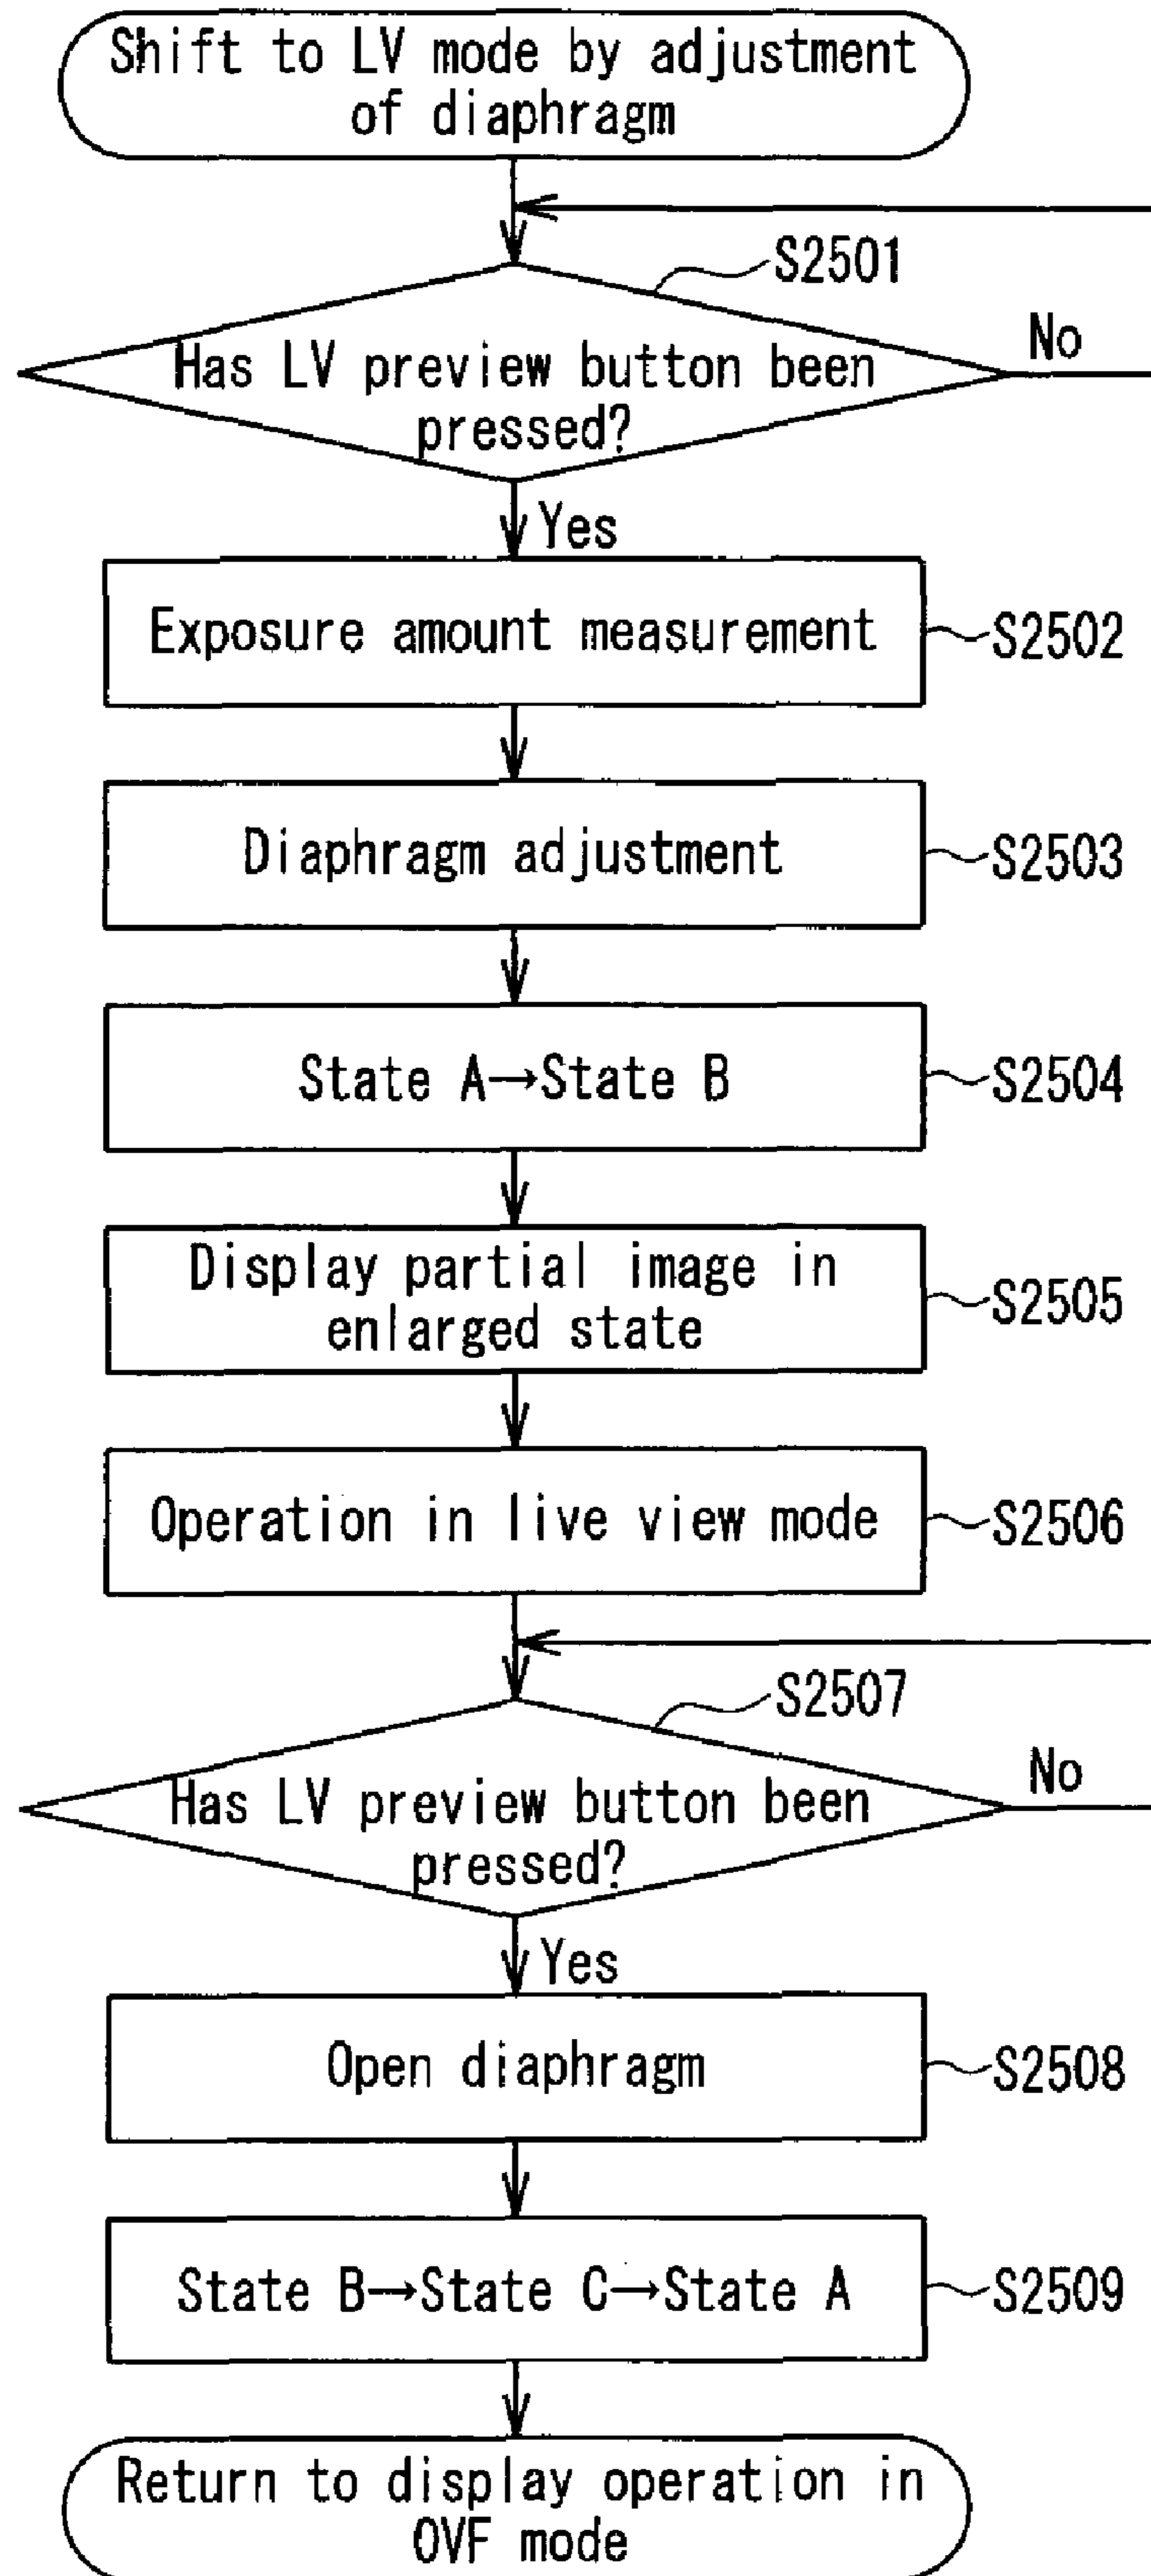 Shift to LV mode by adjustment
of diaphragm
S2501
Has LV preview button been
pressed?
No
Yes
Exposure amount measurement
S2502
Diaphragm adjustment
S2503
State A→State B
S2504
Display partial image in
enlarged state
S2505
Operation in live view mode
S2506
S2507
Has LV preview button been
pressed?
No
Yes
Open diaphragm
S2508
State B→State C→State A
S2509
Return to display operation in
OVF mode